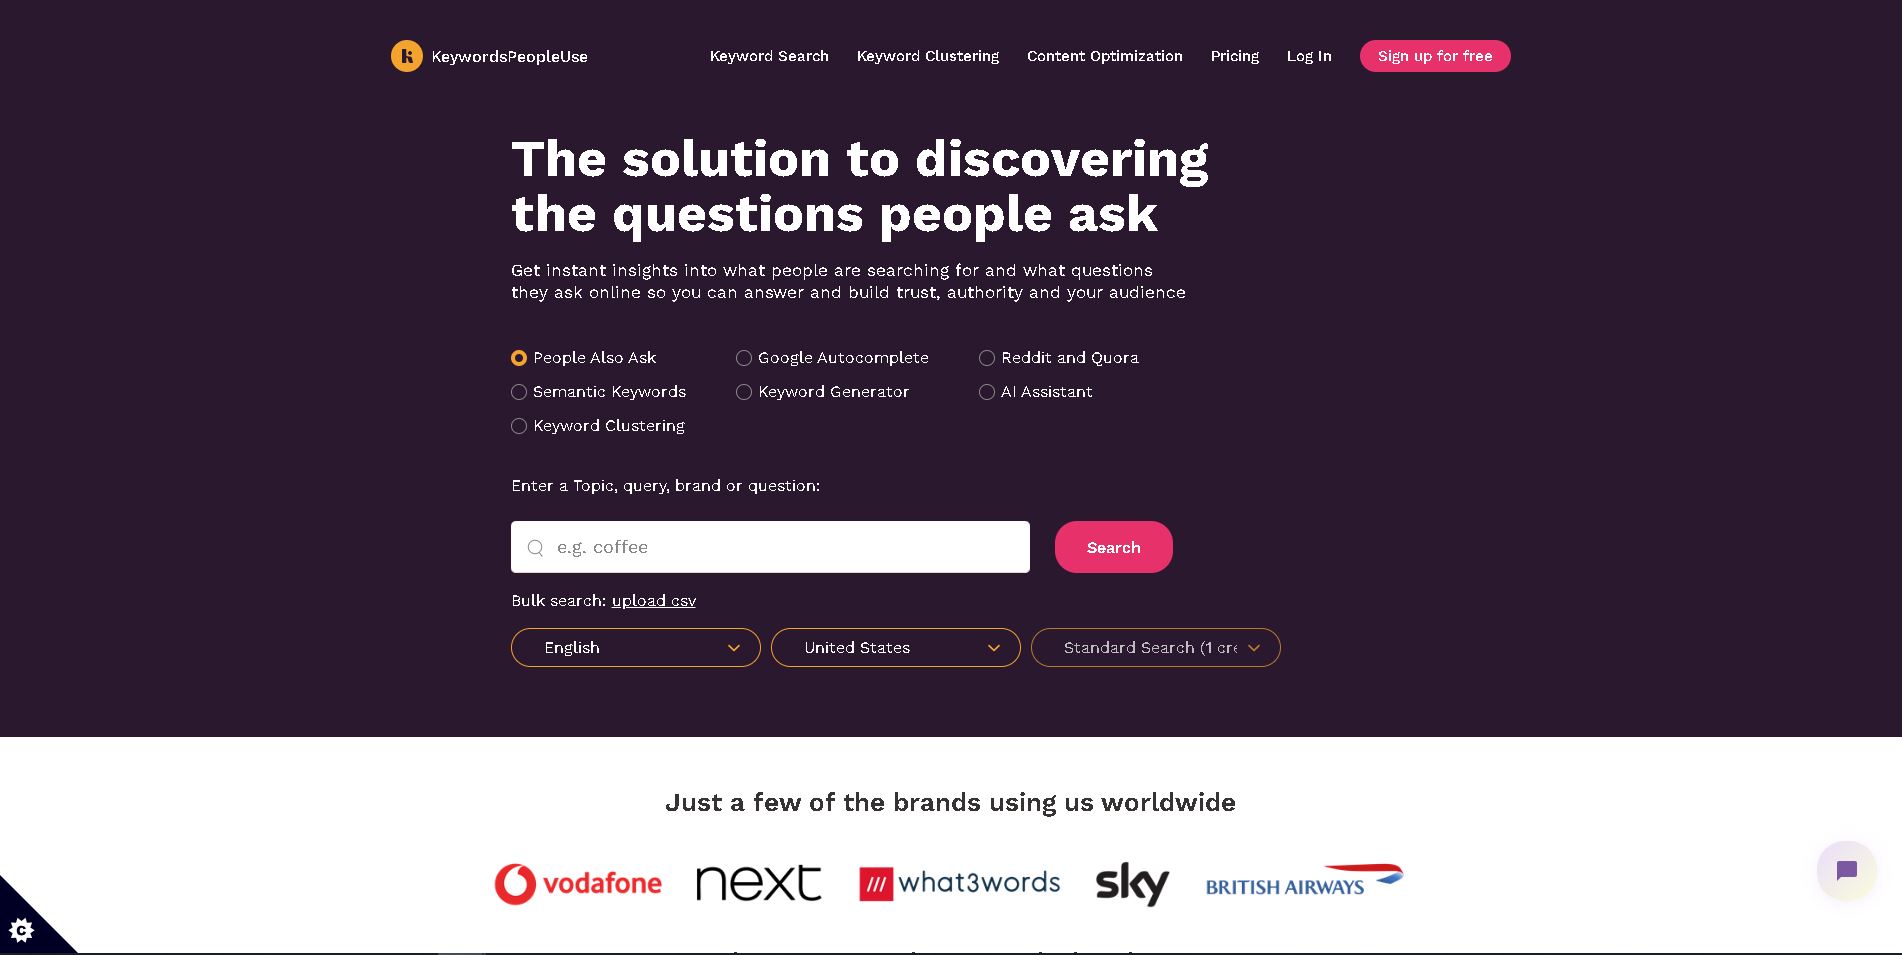 KeywordsPeopleUse
Keyword Search
Keyword Clustering
Content Optimization
Pricing
Log In
Sign up for free
The solution to discovering
the questions people ask
Get instant insights into what people are searching for and what questions
they ask online so you can answer and build trust, authority and your audience
People Also Ask
Google Autocomplete
Reddit and Quora
Semantic Keywords
Keyword Generator
AI Assistant
Keyword Clustering
Enter a Topic, query, brand or question:
e.g. coffee
Search
Bulk search: upload csv
English
United States
Standard Search (1 cre
Just a few of the brands using us worldwide
vodafone
next
what3words
sky
BRITISH AIRWAYS